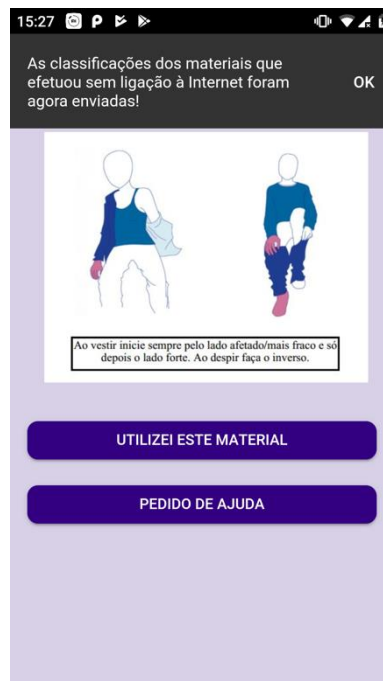 15:27
As classificações dos materiais que
efetuou sem ligação à Internet foram
agora enviadas!
OK
Ao vestir inicie sempre pelo lado afetado/mais fraco e só
depois o lado forte. Ao despir faça o inverso.
UTILIZEI ESTE MATERIAL
PEDIDO DE AJUDA